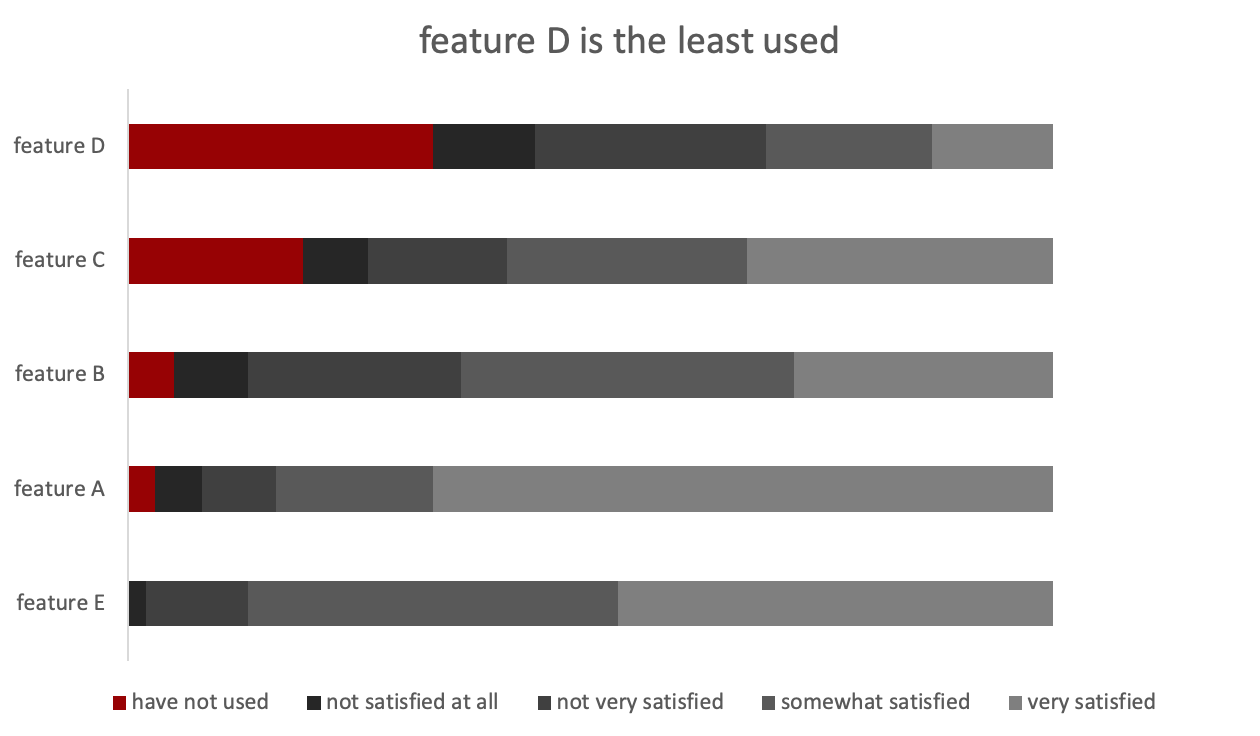 feature D is the least used
feature D
feature C
feature B
feature A
feature E
have not used not satisfied at all not very satisfied somewhat satisfied very satisfied